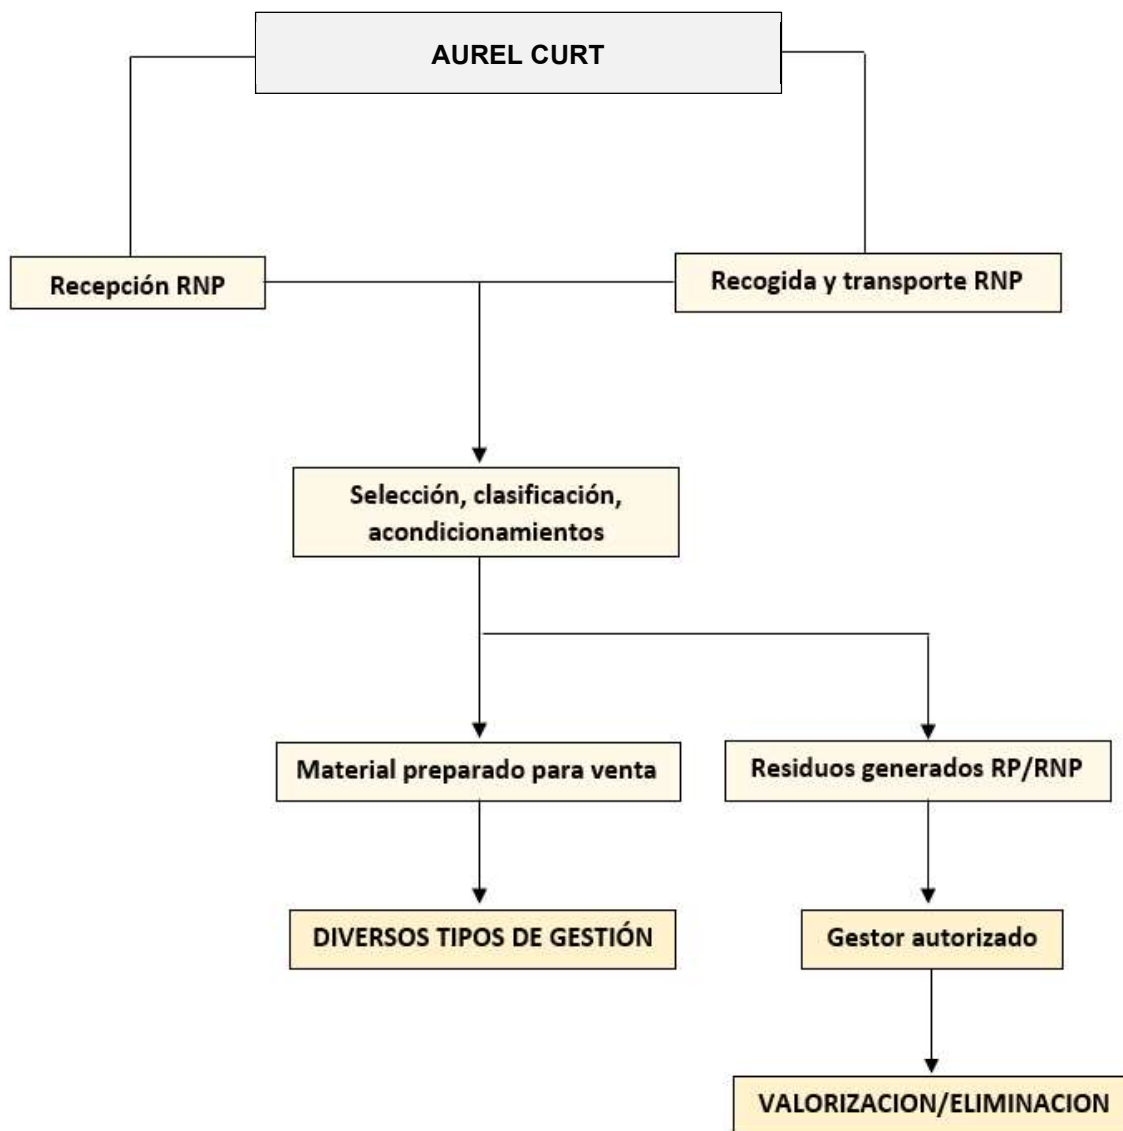 AUREL CURT
Recepción RNP
Recogida y transporte RNP
Selección, clasificación,
acondicionamientos
Material preparado para venta
Residuos generados RP/RNP
DIVERSOS TIPOS DE GESTIÓN
Gestor autorizado
VALORIZACION/ELIMINACION